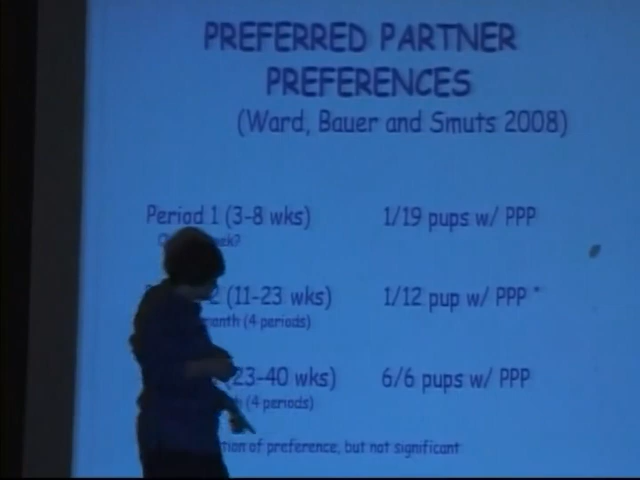 PREFERRED PARTNER
PREFERENCES
(Ward, Bauer and Smuts 2008)
Period 1 (3-8 wks) 1/19 pups w/ PPP
2 (11-23 wks) 1/12 pup w/ PPP *
(4 periods)
(23-40 wks) 6/6 pups w/ PPP
(4 periods)
of preference, but not significant